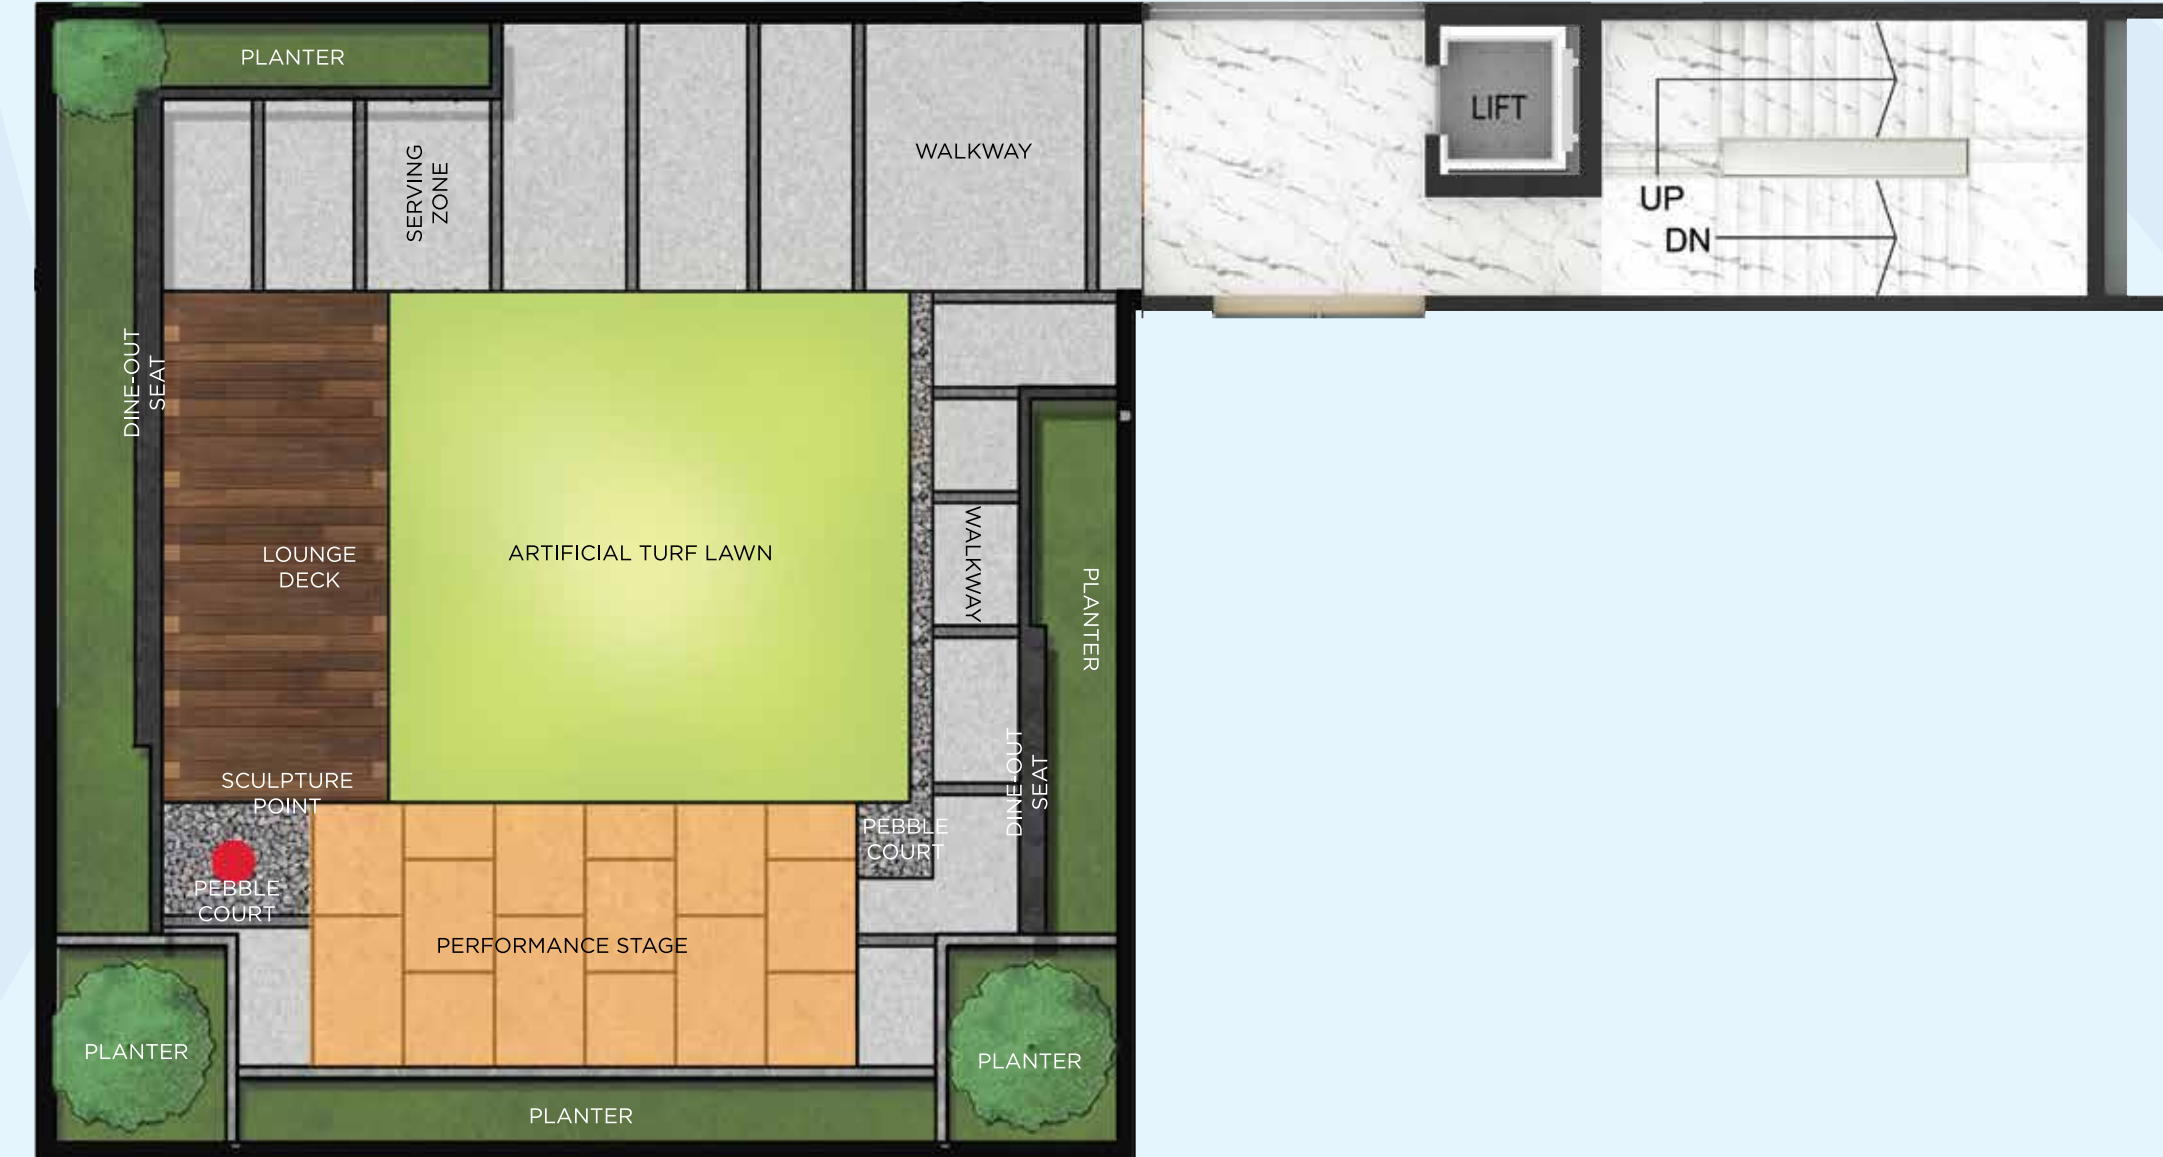 PLANTER
LIFT
WALKWAY
SERVING
ZONE
UP
DN
DINE-OUT
SEAT
LOUNGE
DECK
ARTIFICIAL TURF LAWN
WALKWAY
PLANTER
SCULPTURE
POINT
DINE-OUT
SEAT
PEBBLE
COURT
PEBBLE
COURT
PERFORMANCE STAGE
PLANTER
PLANTER
PLANTER